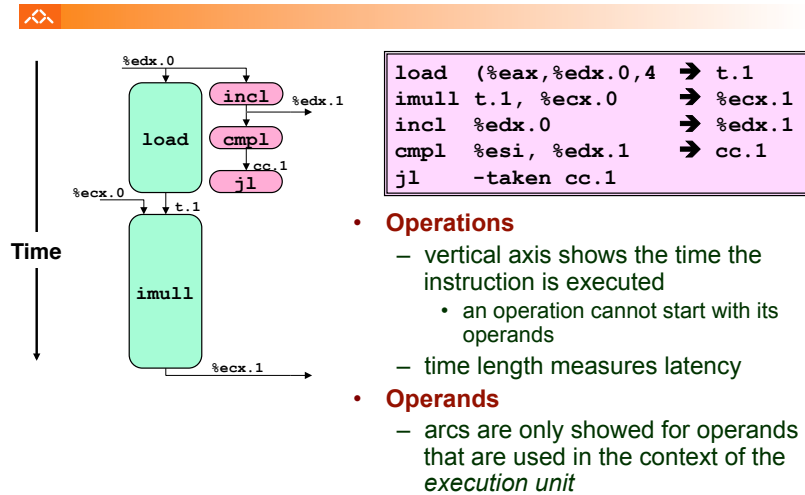 %edx.0
incl
%edx.1
load
cmpl
cc.1
jl
%ecx.0
t.1
Time
imull
%ecx.1
load (%eax,%edx.0,4 ➔ t.1
imull t.1, %ecx.0 ➔ %ecx.1
incl %edx.0 ➔ %edx.1
cmpl %esi, %edx.1 ➔ cc.1
jl -taken cc.1
• Operations
– vertical axis shows the time the
instruction is executed
• an operation cannot start with its
operands
– time length measures latency
• Operands
– arcs are only showed for operands
that are used in the context of the
execution unit